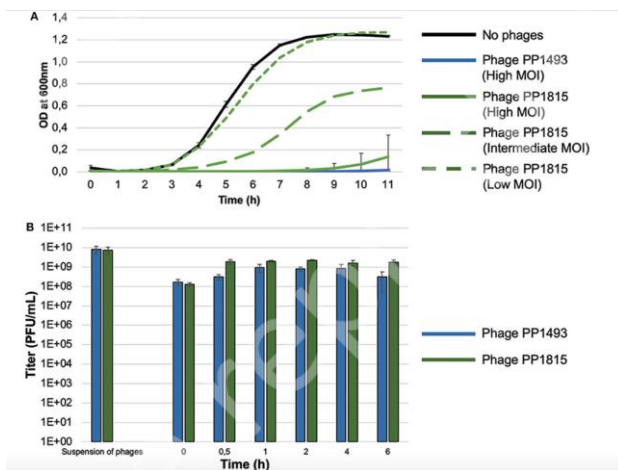 A
OD at 600nm
1,4
1,2
1,0
0,8
0,6
0,4
0,2
0,0
0 1 2 3 4 5 6 7 8 9 10 11
Time (h)
No phages
Phage PP1493
(High MOI)
Phage PP1815
(High MOI)
Phage PP1815
(Intermediate MOI)
Phage PP1815
(Low MOI)
B
Titer (PFU/mL)
1E+11
1E+10
1E+09
1E+08
1E+07
1E+06
1E+05
1E+04
1E+03
1E+02
1E+01
1E+00
Suspension of phages 0 0,5 1 2 4 6
Time (h)
Phage PP1493
Phage PP1815